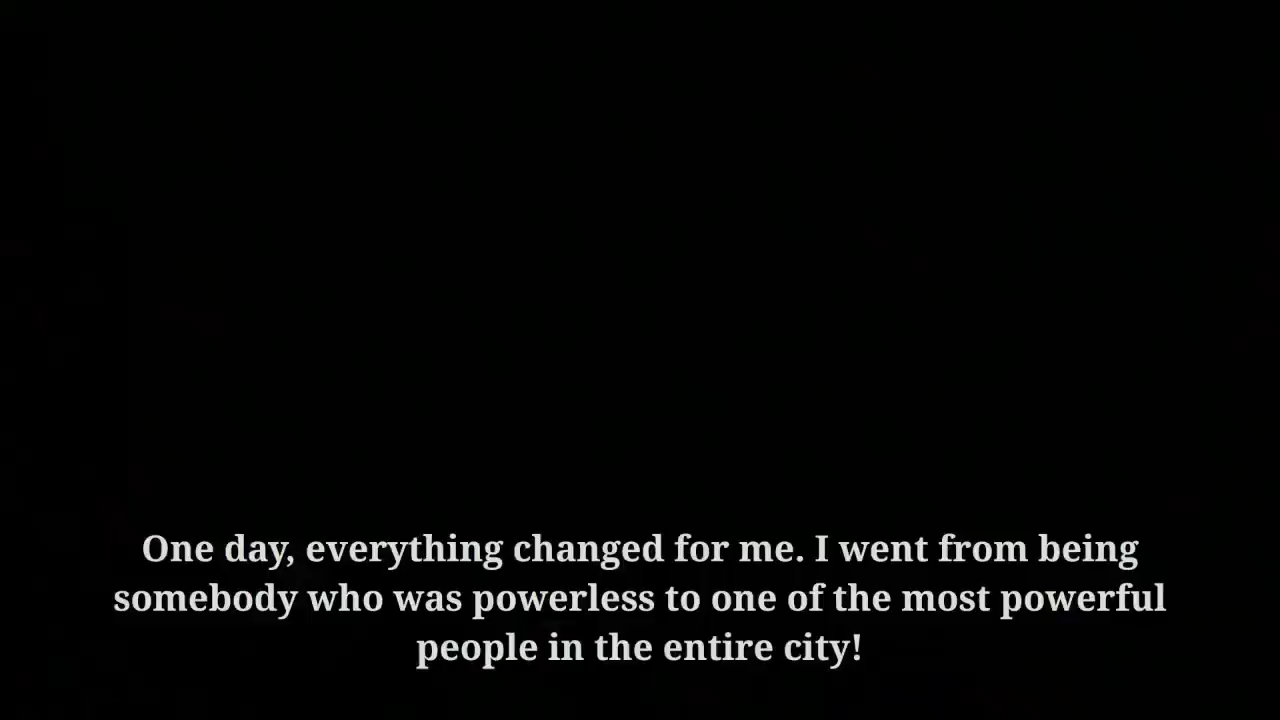 One day, everything changed for me. I went from being
somebody who was powerless to one of the most powerful
people in the entire city!